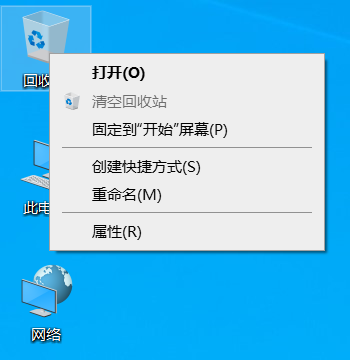 回收
打开(O)
清空回收站
固定到“开始”屏幕(P)
创建快捷方式(S)
重命名(M)
此电
属性(R)
网络